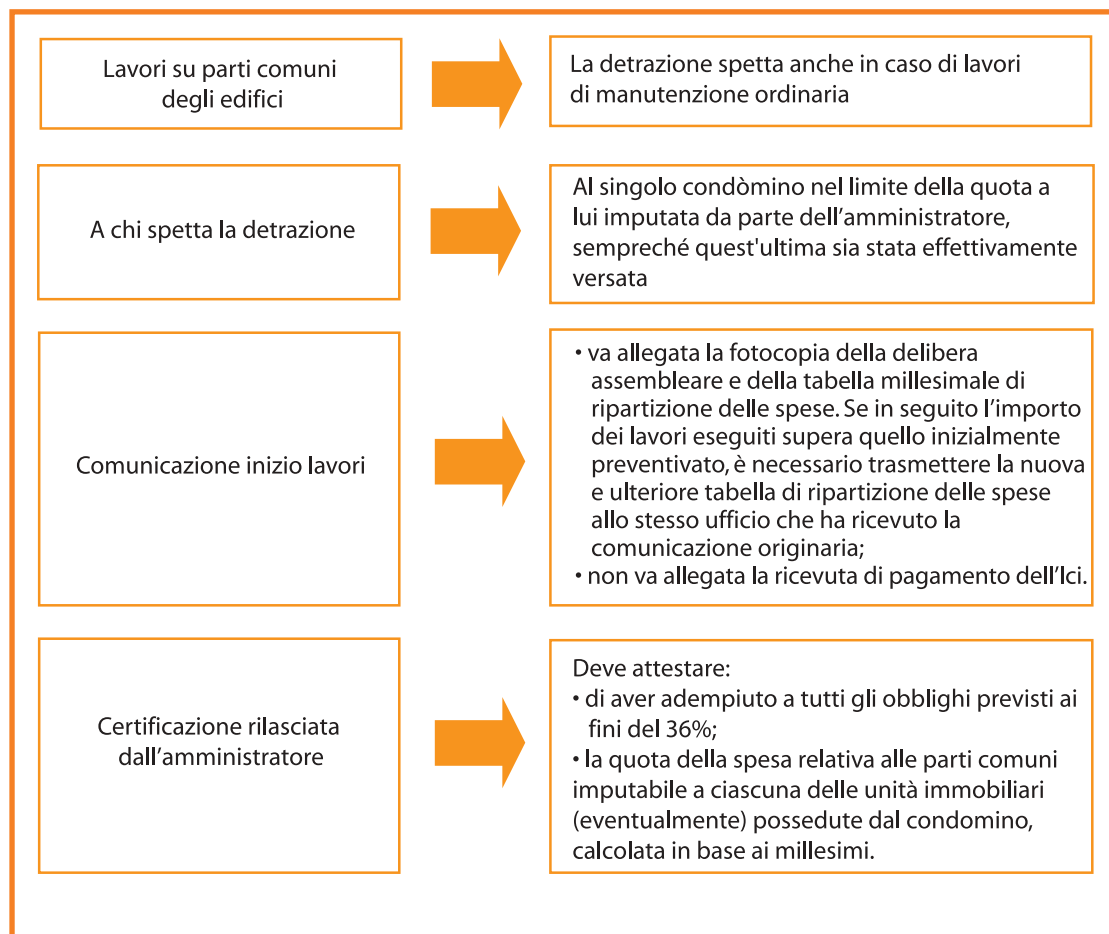 Lavori su parti comuni
degli edifici
La detrazione spetta anche in caso di lavori
di manutenzione ordinaria
A chi spetta la detrazione
Al singolo condòmino nel limite della quota a
lui imputata da parte dell’amministratore,
sempreché quest'ultima sia stata effettivamente
versata
Comunicazione inizio lavori
• va allegata la fotocopia della delibera
assembleare e della tabella millesimale di
ripartizione delle spese. Se in seguito l’importo
dei lavori eseguiti supera quello inizialmente
preventivato, è necessario trasmettere la nuova
e ulteriore tabella di ripartizione delle spese
allo stesso ufficio che ha ricevuto la
comunicazione originaria;
• non va allegata la ricevuta di pagamento dell’Ici.
Certificazione rilasciata
dall’amministratore
Deve attestare:
• di aver adempiuto a tutti gli obblighi previsti ai
fini del 36%;
• la quota della spesa relativa alle parti comuni
imputabile a ciascuna delle unità immobiliari
(eventualmente) possedute dal condomino,
calcolata in base ai millesimi.